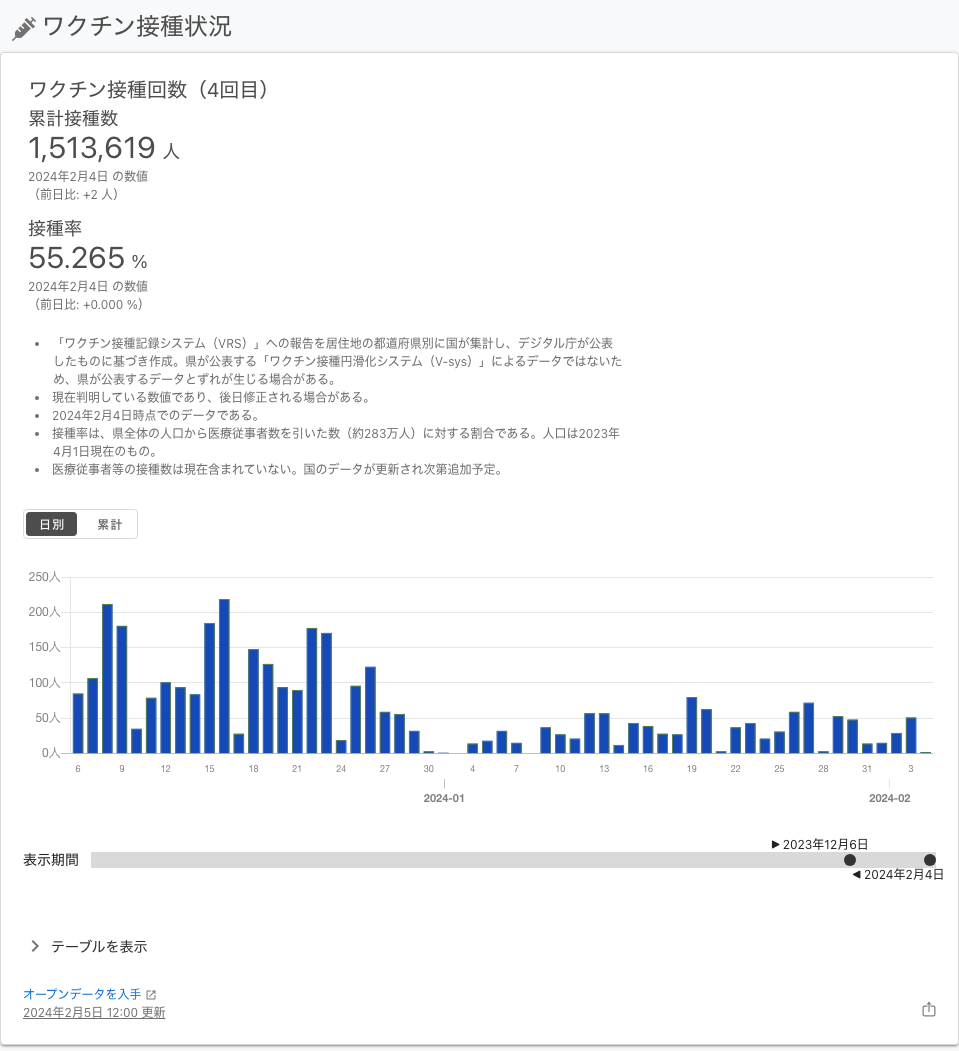 ワクチン接種状況
ワクチン接種回数（4回目）
累計接種数
1,513,619 人
2024年2月4日 の数値
（前日比: +2 人）
接種率
55.265 %
2024年2月4日 の数値
（前日比: +0.000 %）
• 「ワクチン接種記録システム（VRS）」への報告を居住地の都道府県別に国が集計し、デジタル庁が公表
したものに基づき作成。県が公表する「ワクチン接種円滑化システム（V-sys）」によるデータではないた
め、県が公表するデータとずれが生じる場合がある。
• 現在判明している数値であり、後日修正される場合がある。
• 2024年2月4日時点でのデータである。
• 接種率は、県全体の人口から医療従事者数を引いた数（約283万人）に対する割合である。人口は2023年
4月1日現在のもの。
• 医療従事者等の接種数は現在含まれていない。国のデータが更新され次第追加予定。
日別 累計
250人
200人
150人
100人
50人
0人
6 9 12 15 18 21 24 27 30 4 7 10 13 16 19 22 25 28 31 3
2024-01 2024-02
▶ 2023年12月6日
表示期間
◀ 2024年2月4日
テーブルを表示
オープンデータを入手
2024年2月5日 12:00 更新